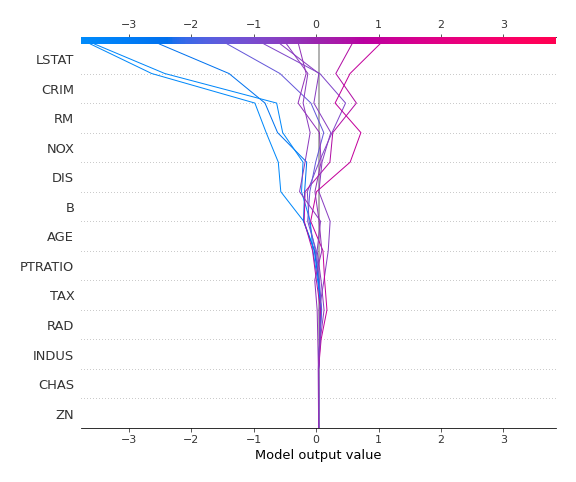 −3 −2 −1 0 1 2 3
LSTAT
CRIM
RM
NOX
DIS
B
AGE
PTRATIO
TAX
RAD
INDUS
CHAS
ZN
−3 −2 −1 0 1 2 3
Model output value